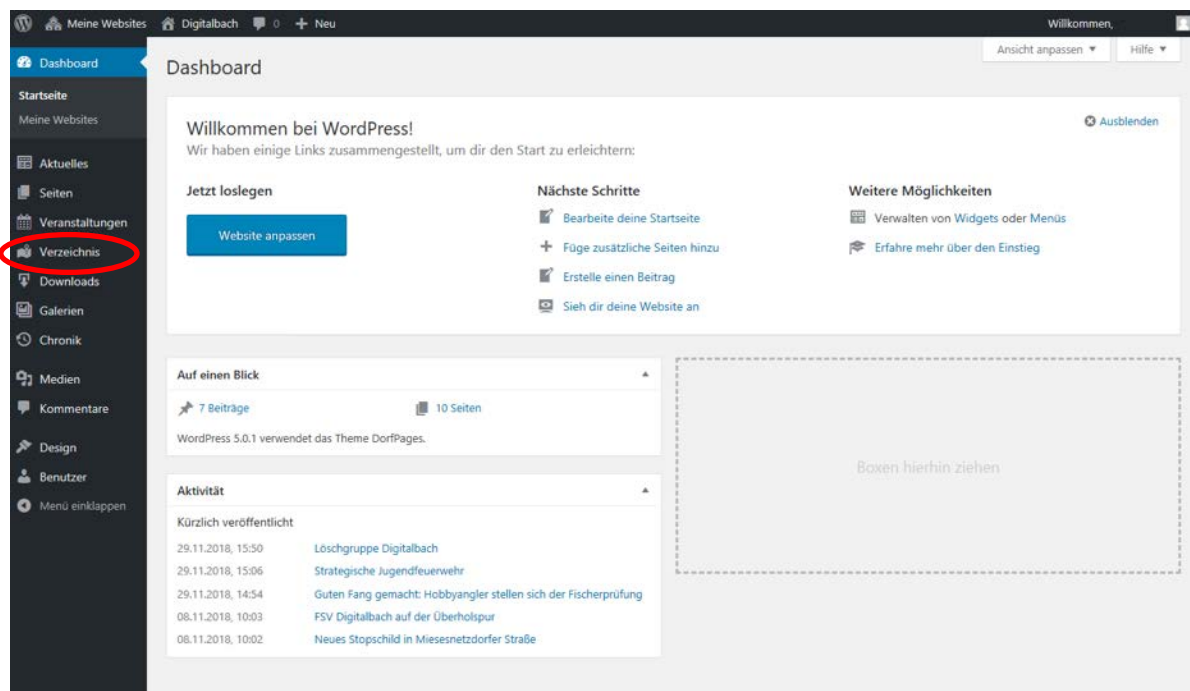 Meine Websites Digitalbach 0 + Neu Willkommen,
Ansicht anpassen Hilfe
Dashboard
Startseite
Meine Websites
Aktuelles
Seiten
Veranstaltungen
Verzeichnis
Downloads
Galerien
Chronik
Medien
Kommentare
Design
Benutzer
Menü einklappen
Dashboard
Willkommen bei WordPress!
Ausblenden
Wir haben einige Links zusammengestellt, um dir den Start zu erleichtern:
Jetzt loslegen
Website anpassen
Nächste Schritte
Bearbeite deine Startseite
Füge zusätzliche Seiten hinzu
Erstelle einen Beitrag
Sieh dir deine Website an
Weitere Möglichkeiten
Verwalten von Widgets oder Menüs
Erfahre mehr über den Einstieg
Auf einen Blick
7 Beiträge 10 Seiten
WordPress 5.0.1 verwendet das Theme DorfPages.
Aktivität
Kürzlich veröffentlicht
29.11.2018, 15:50 Löschgruppe Digitalbach
29.11.2018, 15:06 Strategische Jugendfeuerwehr
29.11.2018, 14:54 Guten Fang gemacht: Hobbyangler stellen sich der Fischerprüfung
08.11.2018, 10:03 FSV Digitalbach auf der Überholspur
08.11.2018, 10:02 Neues Stopschild in Miesesnetzdorfer Straße
Boxen hierhin ziehen